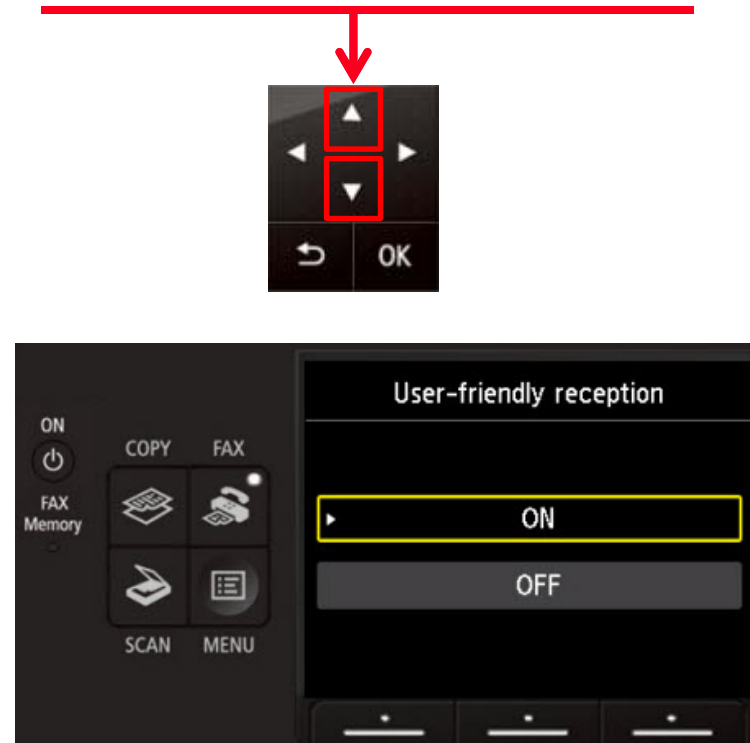 OK
User-friendly reception
ON
COPY FAX
FAX
Memory
ON
OFF
SCAN MENU